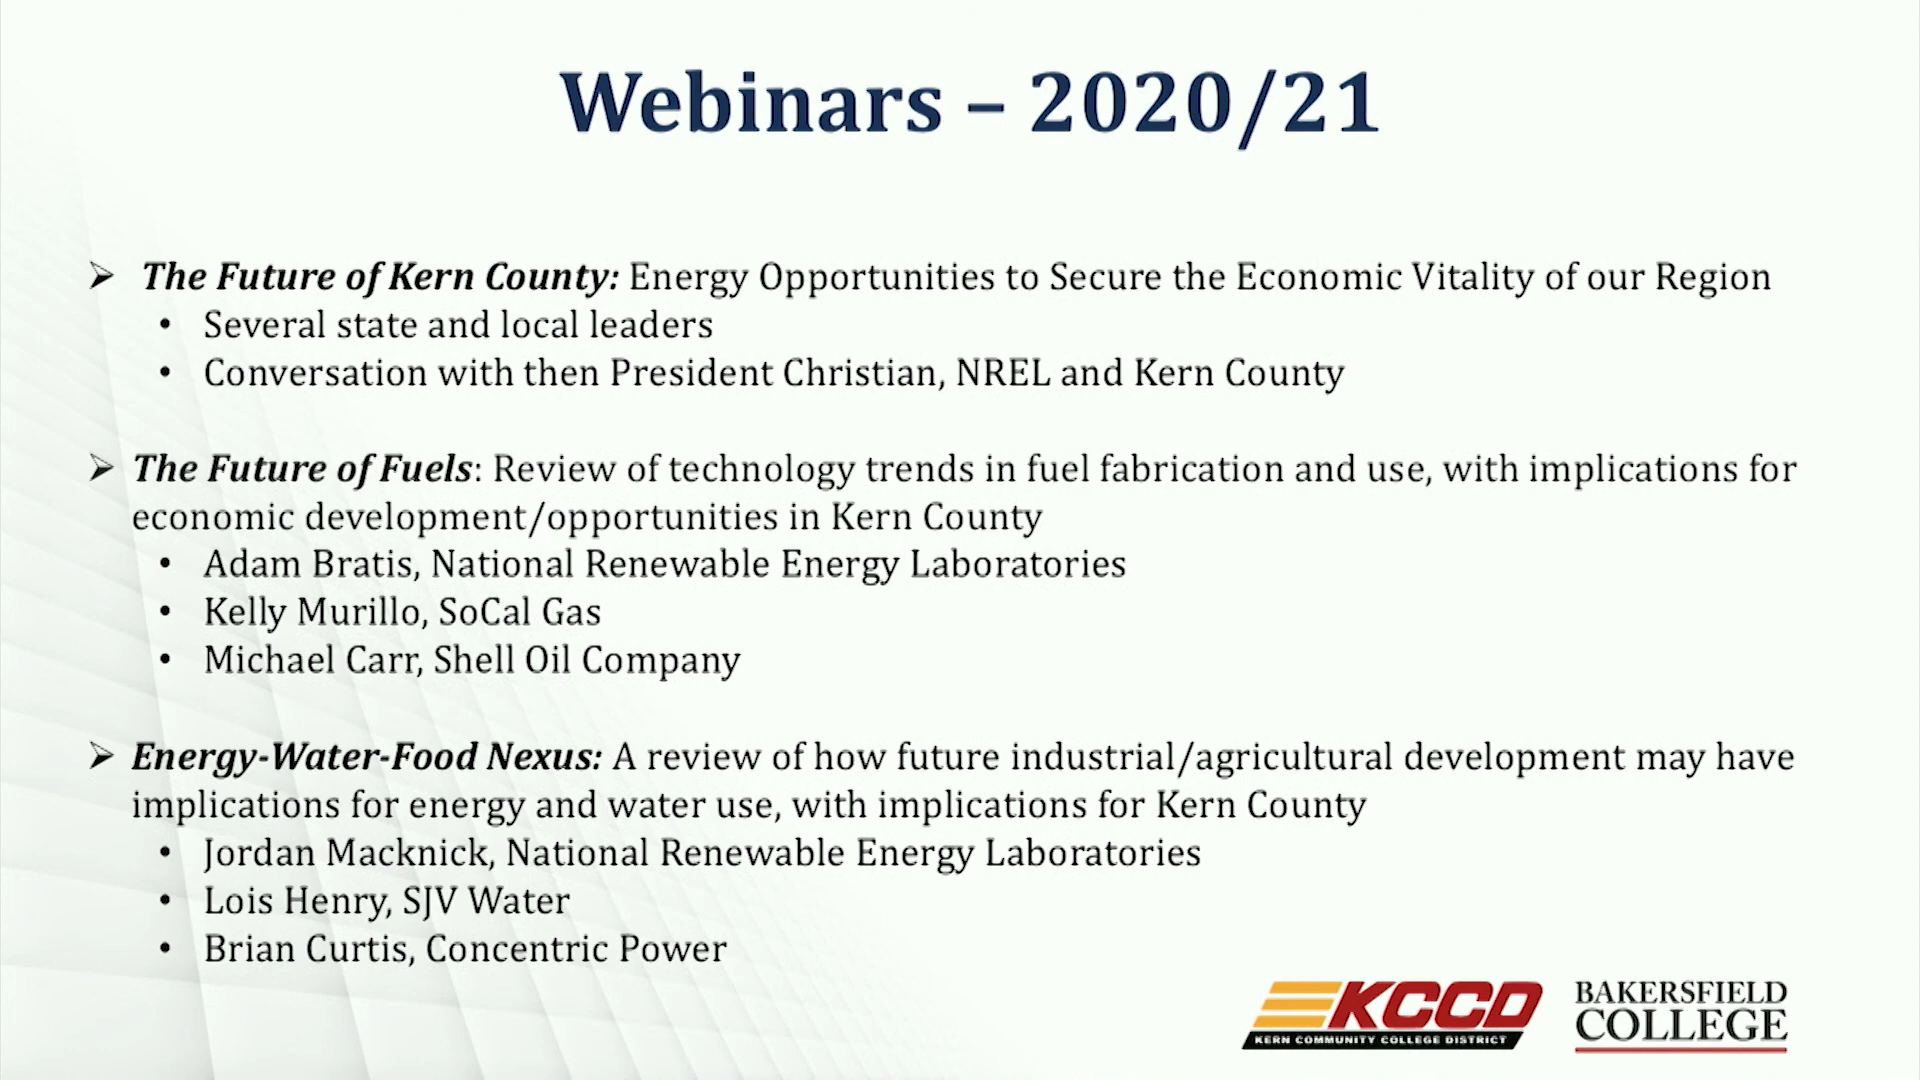 Webinars – 2020/21
➢ The Future of Kern County: Energy Opportunities to Secure the Economic Vitality of our Region
• Several state and local leaders
• Conversation with then President Christian, NREL and Kern County
➢ The Future of Fuels: Review of technology trends in fuel fabrication and use, with implications for
economic development/opportunities in Kern County
• Adam Bratis, National Renewable Energy Laboratories
• Kelly Murillo, SoCal Gas
• Michael Carr, Shell Oil Company
➢ Energy-Water-Food Nexus: A review of how future industrial/agricultural development may have
implications for energy and water use, with implications for Kern County
• Jordan Macknick, National Renewable Energy Laboratories
• Lois Henry, SJV Water
• Brian Curtis, Concentric Power
KCCD
KERN COMMUNITY COLLEGE DISTRICT
BAKERSFIELD
COLLEGE